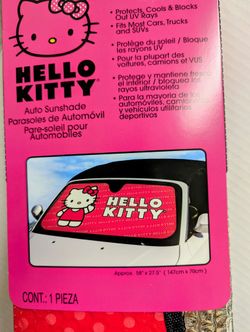 • Protects, Cools & Blocks
Out UV Rays
• Fits Most Cars, Trucks
and SUVs
• Protège du soleil / Bloque
les rayons UV
• Pour la plupart des
voitures, camions et VUS
• Protege y mantiene fresco
el interior / bloquea los
rayos ultravioleta
• Para la mayoría de los
automóviles, camiones
y vehículos utilitarios
deportivos
HELLO
KITTY®
Auto Sunshade
Parasoles de Automóvil
Pare-soleil pour
Automobiles
HELLO
KITTY
Approx. 58" x 27.5" ( 147cm x 70cm )
CONT.: 1 PIEZA